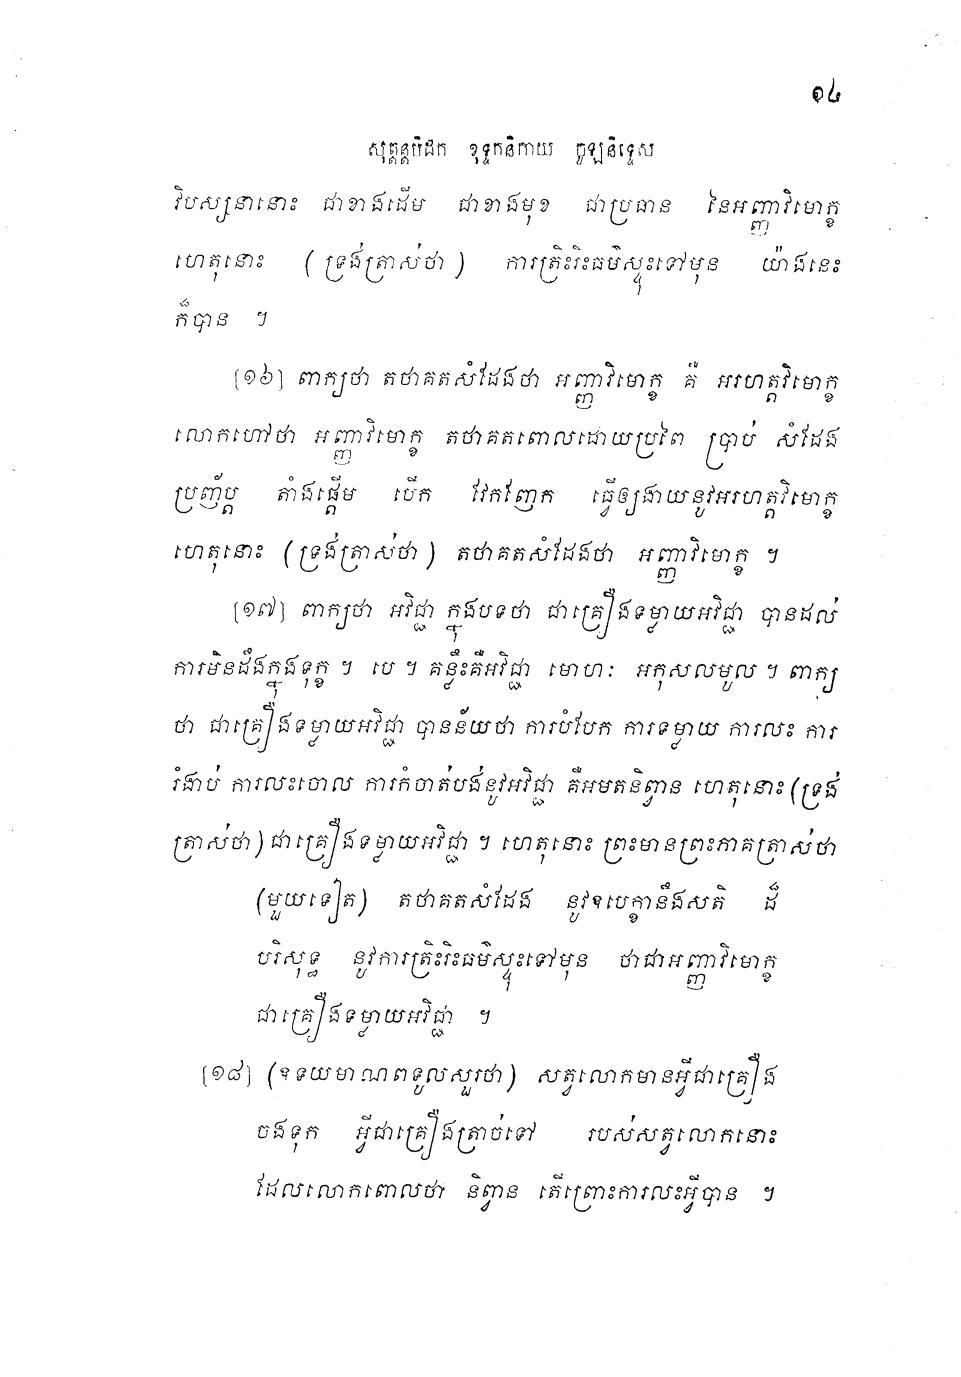 ១៤
សុត្តន្តបិដក ខុទ្ទកនិកាយ ចូឡនិទ្ទេស
វិបស្សនានោះ ជាខាងដើម ជាខាងមុខ ជាប្រធាន នៃអញ្ញាវិមោក្ខ
ហេតុនោះ (ទ្រង់ត្រាស់ថា) ការត្រិះរិះធម៌ស្ទុះទៅមុន យ៉ាងនេះ
ក៏បាន ។
[១៦] ពាក្យថា តថាគតសំដែងថា អញ្ញាវិមោក្ខ គឺ អរហត្តវិមោក្ខ
លោកហៅថា អញ្ញាវិមោក្ខ តថាគតពោលដោយប្រពៃ ប្រាប់ សំដែង
ប្រញ័ប្ត តាំងផ្តើម បើក វែកញែក ធ្វើឲ្យងាយនូវអរហត្តវិមោក្ខ
ហេតុនោះ (ទ្រង់ត្រាស់ថា) តថាគតសំដែងថា អញ្ញាវិមោក្ខ ។
[១៧] ពាក្យថា អវិជ្ជា ក្នុងបទថា ជាគ្រឿងទម្លាយអវិជ្ជា បានដល់
ការមិនដឹងក្នុងទុក្ខ ។ បេ ។ គន្លឹះគឺអវិជ្ជា មោហៈ អកុសលមូល ។ ពាក្យ
ថា ជាគ្រឿងទម្លាយអវិជ្ជា បានន័យថា ការបំបែក ការទម្លាយ ការលះ ការ
រំងាប់ ការលះចោល ការកំចាត់បង់នូវអវិជ្ជា គឺអមតនិព្វាន ហេតុនោះ (ទ្រង់
ត្រាស់ថា) ជាគ្រឿងទម្លាយអវិជ្ជា ។ ហេតុនោះ ព្រះមានព្រះភាគត្រាស់ថា
(មួយទៀត) តថាគតសំដែង នូវឧបេក្ខានឹងសតិ ដ៏
បរិសុទ្ធ នូវការត្រិះរិះធម៌ស្ទុះទៅមុន ថាជាអញ្ញាវិមោក្ខ
ជាគ្រឿងទម្លាយអវិជ្ជា ។
[១៨] (ឧទយមាណពទូលសួរថា) សត្វលោកមានអ្វីជាគ្រឿង
ចងទុក អ្វីជាគ្រឿងត្រាច់ទៅ របស់សត្វលោកនោះ
ដែលលោកពោលថា និព្វាន តើព្រោះការលះអ្វីបាន ។